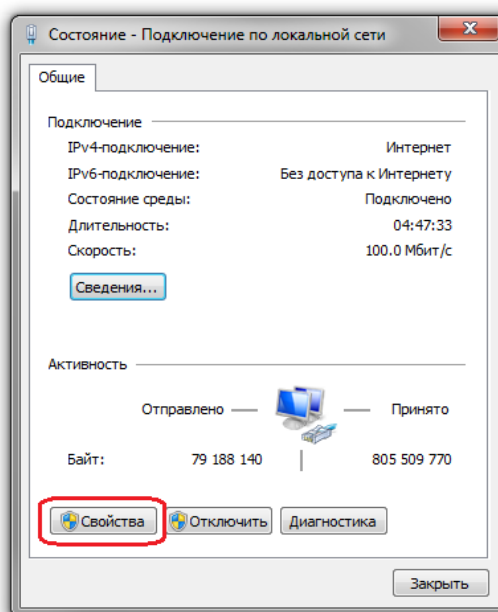 Состояние - Подключение по локальной сети
x
Общие
Подключение
IPv4-подключение: Интернет
IPv6-подключение: Без доступа к Интернету
Состояние среды: Подключено
Длительность: 04:47:33
Скорость: 100.0 Мбит/с
Сведения...
Активность
Отправлено — Принято
Байт: 79 188 140 | 805 509 770
Свойства Отключить Диагностика
Закрыть